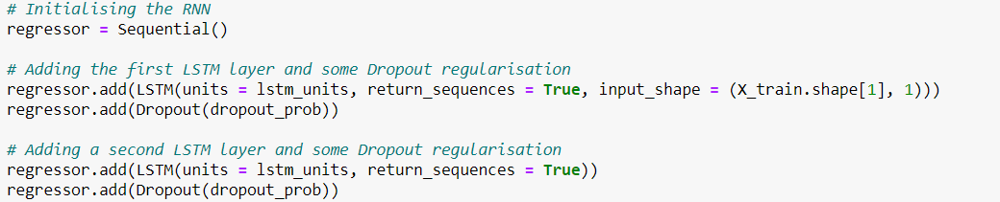 # Initialising the RNN
regressor = Sequential()
# Adding the first LSTM layer and some Dropout regularisation
regressor.add(LSTM(units = lstm_units, return_sequences = True, input_shape = (X_train.shape[1], 1)))
regressor.add(Dropout(dropout_prob))
# Adding a second LSTM layer and some Dropout regularisation
regressor.add(LSTM(units = lstm_units, return_sequences = True))
regressor.add(Dropout(dropout_prob))